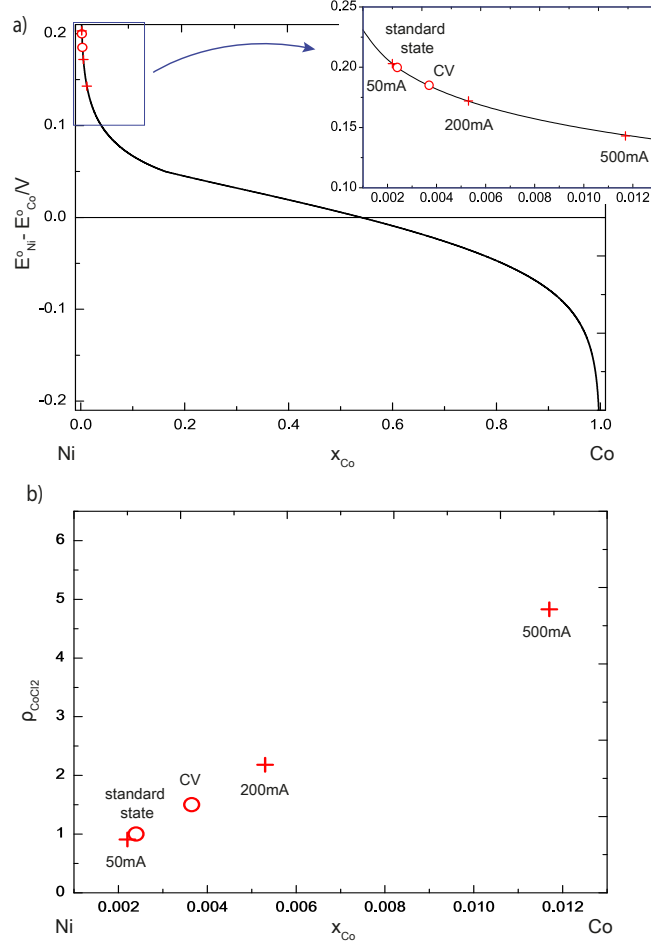 a)
0.2
0.1
0.0
-0.1
-0.2
E°Ni- E°Co/V
0.0
0.2
0.4
0.6
0.8
1.0
Ni
xCo
Co
0.25
0.20
0.15
0.10
standard
state
50mA
CV
200mA
500mA
0.002
0.004
0.006
0.008
0.010
0.012
b)
6
5
4
3
2
1
0
ρCoCl2
500mA
CV
200mA
standard
state
50mA
0.002
0.004
0.006
0.008
0.010
0.012
Ni
xCo
Co